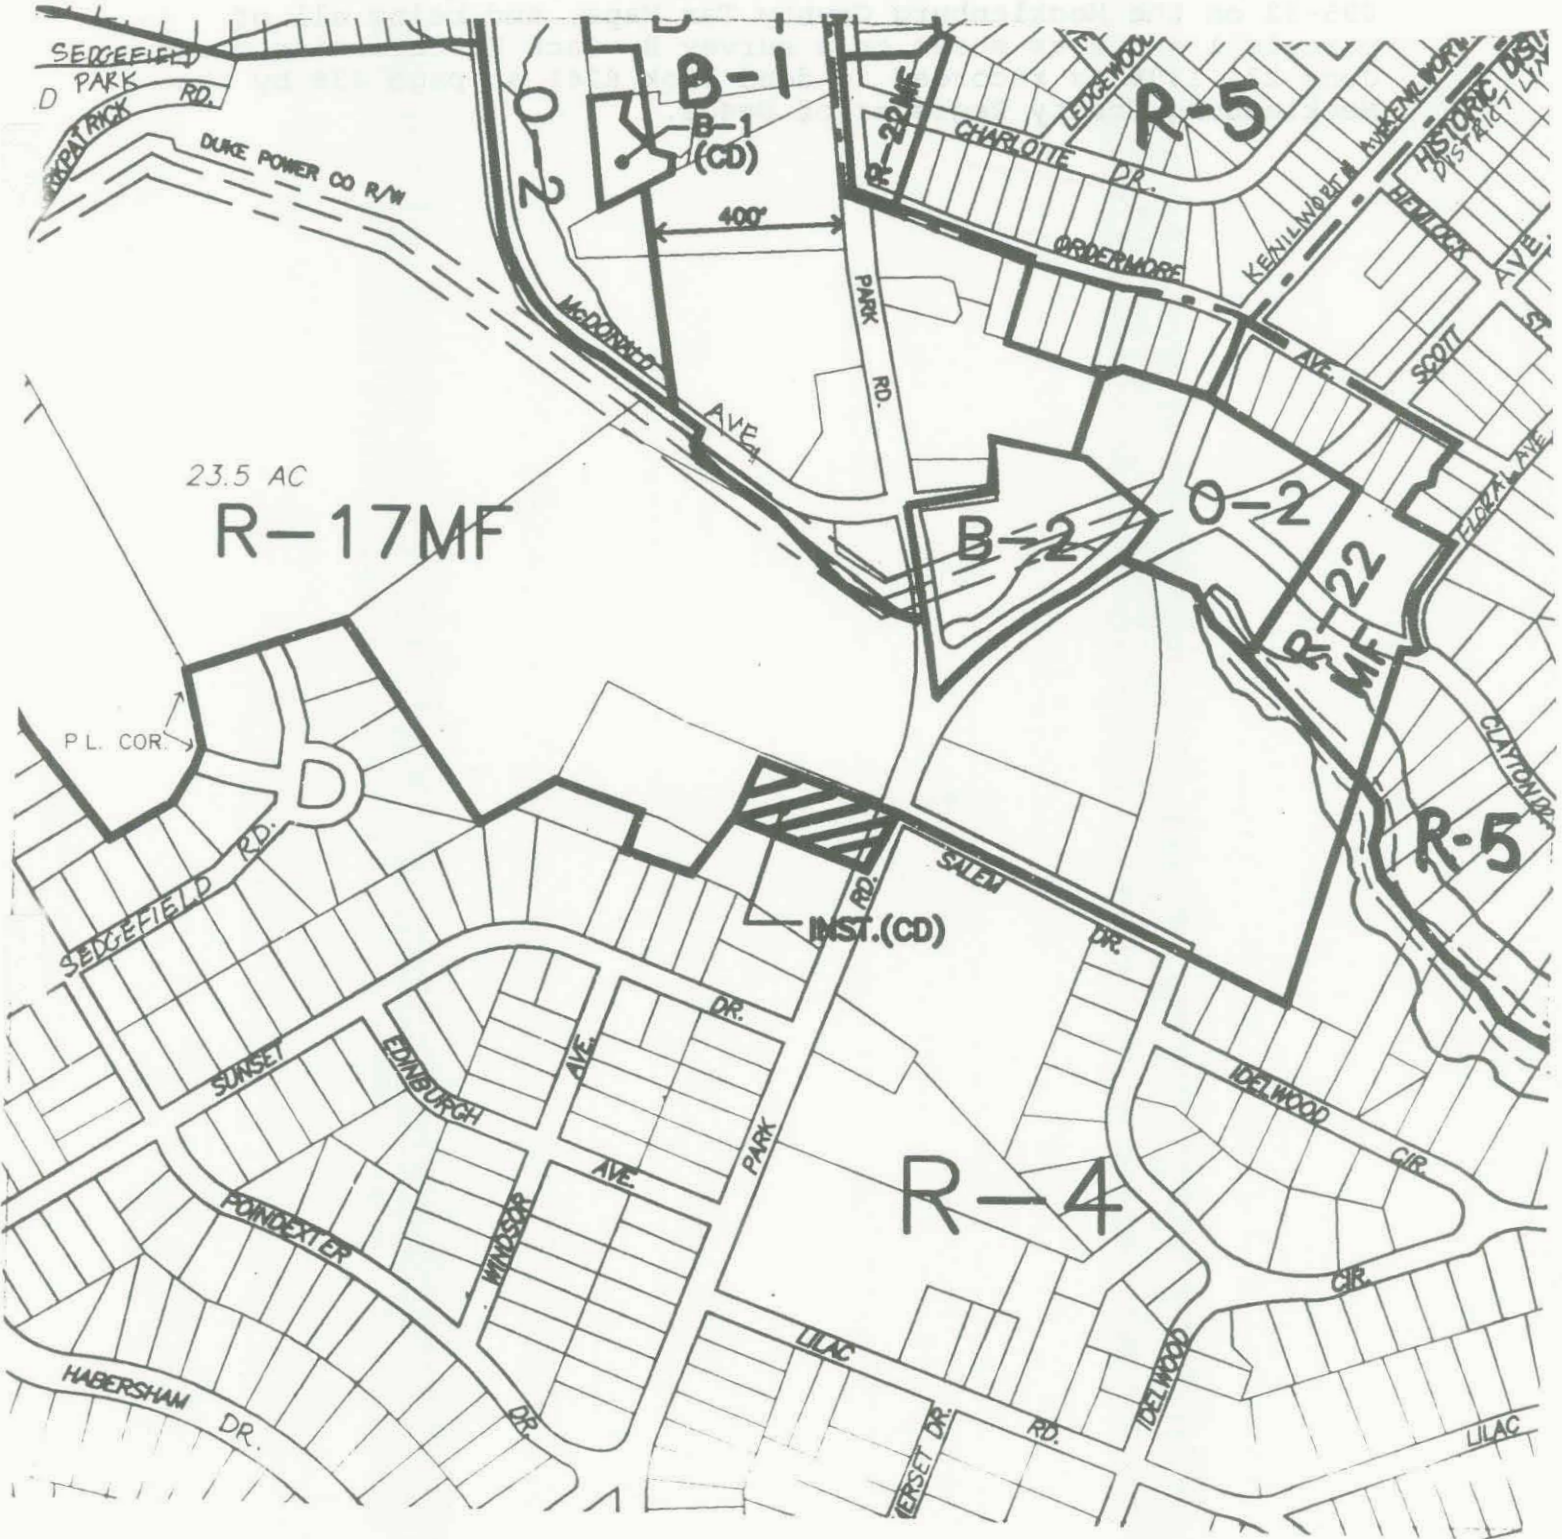 SEDGEFIELD
PARK
RD.
D
DUKE POWER CO R/W
O-2
B-1
B-1
(CD)
400'
R-22MF
LEDGEWOOD
R-5
CHARLOTTE
DR.
KENILWORTH AVE
KENILWORTH
HISTORIC
DISTRICT
HEMLOCK
AVE
ST.
SCOTT
ORDERMORE
AVE.
McDONALD
AVE.
PARK
RD.
23.5 AC
R-17MF
B-2
O-2
R-22
MF
FLORAL AVE
CLAYTON DR.
R-5
P L. COR.
SEDGEFIELD
RD.
SALEM
DR.
RD.
INST.(CD)
SUNSET
DR.
EDINBURGH
AVE.
AVE.
WINDSOR
PARK
R-4
IDELWOOD
CIR.
CIR.
IDELWOOD
POINDEXTER
DR.
HABERSHAM
DR.
LILAC
RD.
LILAC
MERSET DR.